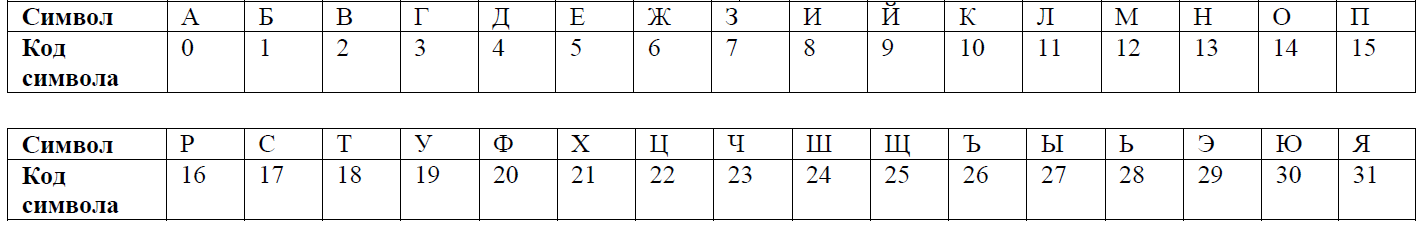 Символ А Б В Г Д Е Ж З И Й К Л М Н О П
Код символа 0 1 2 3 4 5 6 7 8 9 10 11 12 13 14 15
Символ Р С Т У Ф Х Ц Ч Ш Щ Ъ Ы Ь Э Ю Я
Код символа 16 17 18 19 20 21 22 23 24 25 26 27 28 29 30 31